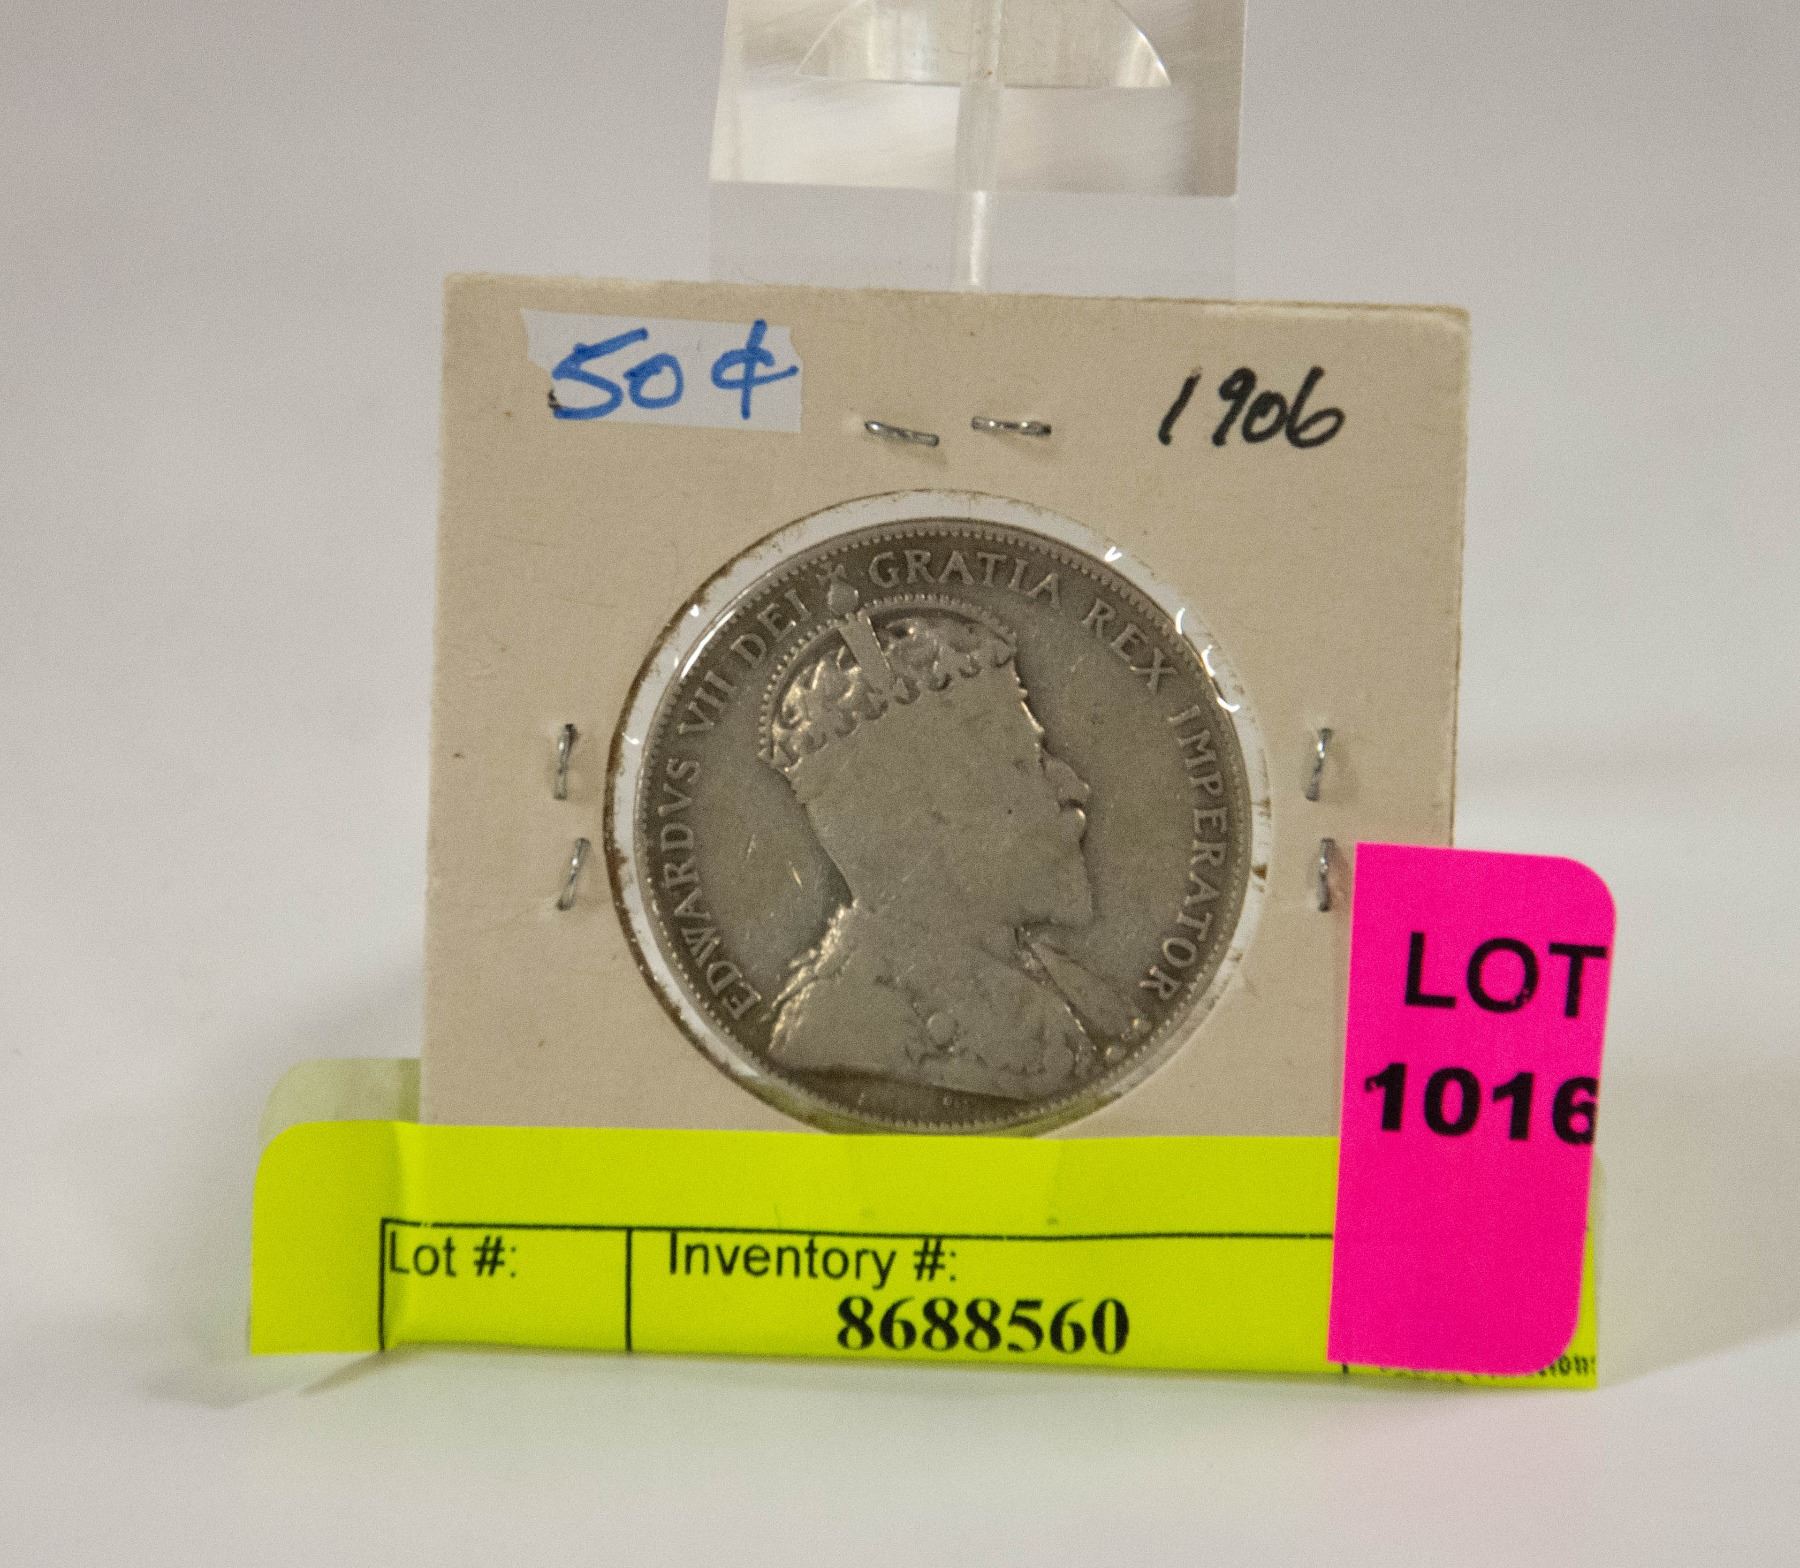 50¢ 1906
EDWARDVS VII DEI GRATIA REX IMPERATOR
LOT
1016
Lot #: Inventory #:
8688560